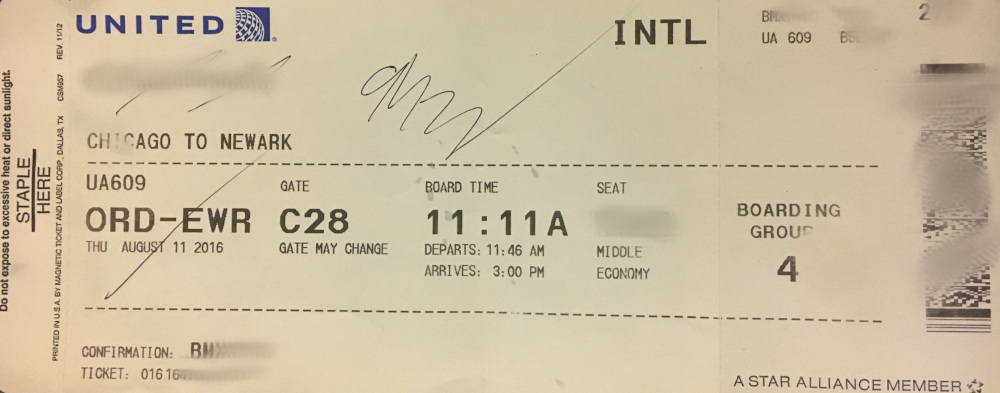 Do not expose to excessive heat or direct sunlight.
STAPLE
HERE
PRINTED IN U.S.A. BY MAGNETIC TICKET AND LABEL CORP., DALLAS, TX CSM957 REV. 11/12
UNITED
INTL
UA 609
2
CHICAGO TO NEWARK
UA609
GATE
BOARD TIME
SEAT
ORD-EWR C28 11:11A
THU AUGUST 11 2016
GATE MAY CHANGE
DEPARTS: 11:46 AM
MIDDLE
ARRIVES: 3:00 PM
ECONOMY
BOARDING
GROUP
4
CONFIRMATION:
TICKET: 016
A STAR ALLIANCE MEMBER